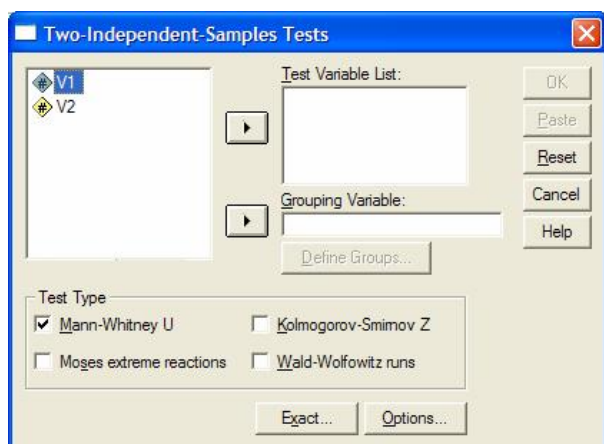 Two-Independent-Samples Tests
V1
V2
Test Variable List:
Grouping Variable:
Define Groups...
OK
Paste
Reset
Cancel
Help
Test Type
Mann-Whitney U
Kolmogorov-Smirnov Z
Moses extreme reactions
Wald-Wolfowitz runs
Exact...
Options...